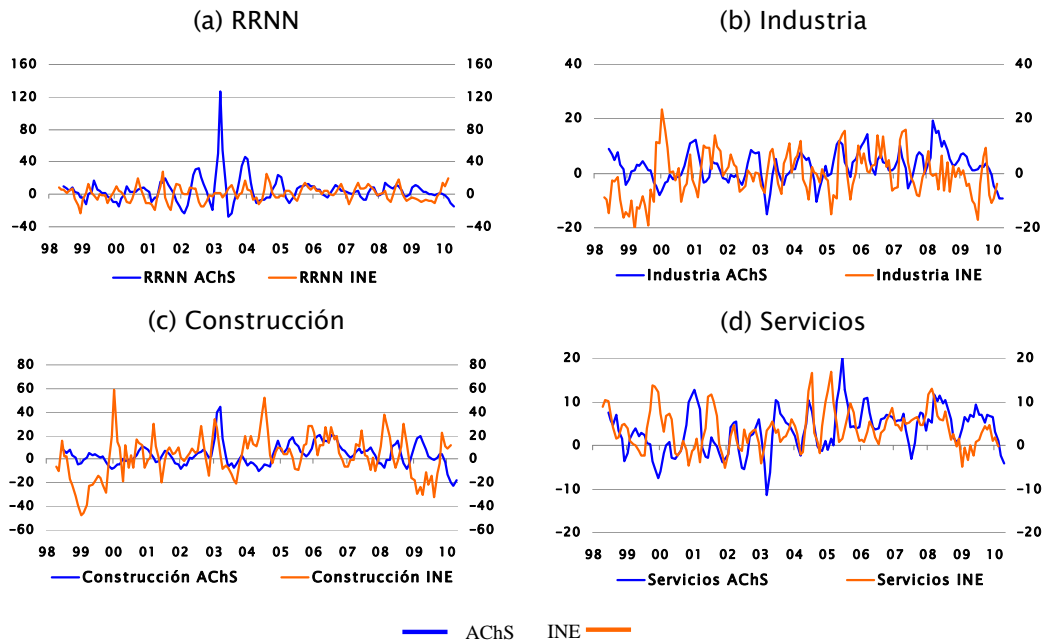 (a) RRNN
160 160
120 120
80 80
40 40
0 0
-40 -40
98 99 00 01 02 03 04 05 06 07 08 09 10
RRNN AChS RRNN INE
(b) Industria
40 40
20 20
0 0
-20 -20
98 99 00 01 02 03 04 05 06 07 08 09 10
Industria AChS Industria INE
(c) Construcción
80 80
60 60
40 40
20 20
0 0
-20 -20
-40 -40
-60 -60
98 99 00 01 02 03 04 05 06 07 08 09 10
Construcción AChS Construcción INE
(d) Servicios
20 20
10 10
0 0
-10 -10
-20 -20
98 99 00 01 02 03 04 05 06 07 08 09 10
Servicios AChS Servicios INE
AChS INE